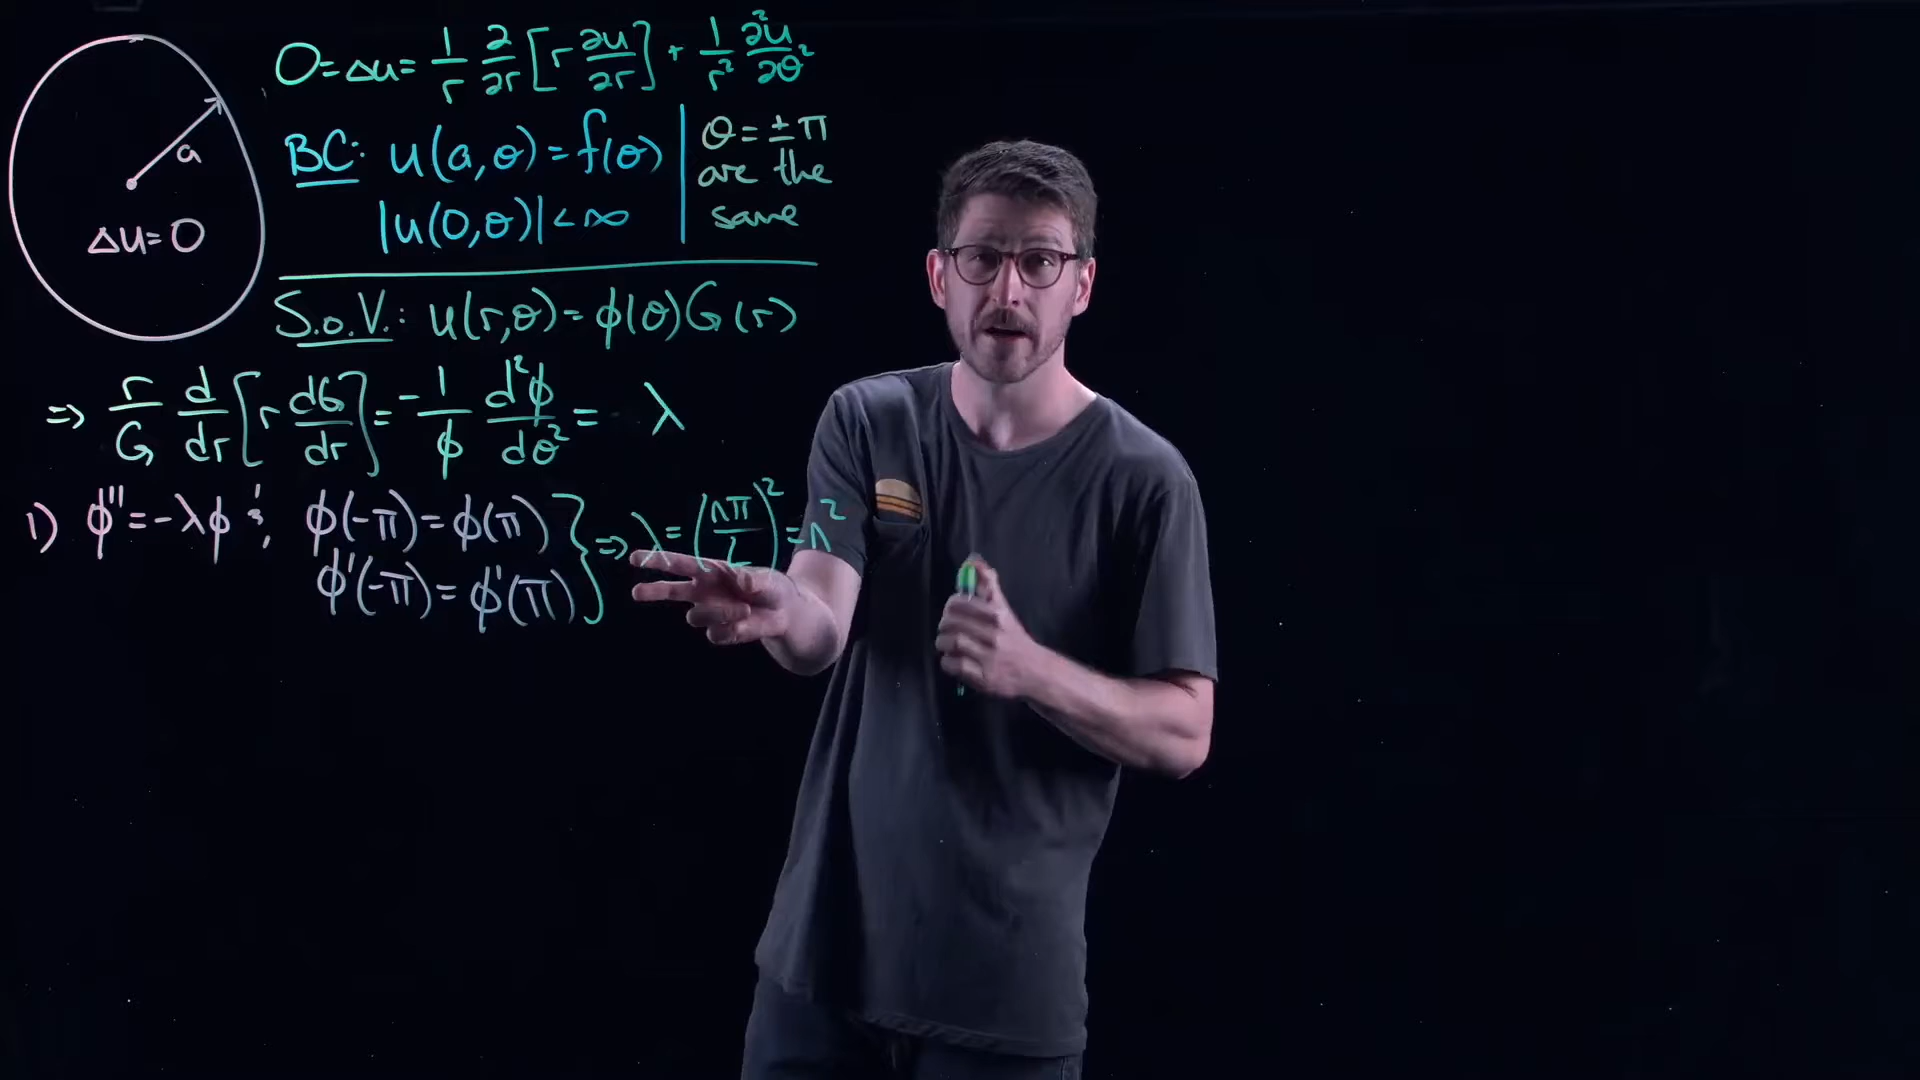 a
Δu=0
0=Δu= 1/r ∂/∂r [r ∂u/∂r] + 1/r² ∂²u/∂θ²
BC: u(a,θ)=f(θ)
|u(0,θ)|<∞
θ=±π
are the
same
S.o.V.: u(r,θ)=ϕ(θ)G(r)
=> r/G d/dr [r dG/dr] = -1/ϕ d²ϕ/dθ² = λ
1) ϕ''=-λϕ ; ϕ(-π)=ϕ(π) } => λ=(nπ/L)²=n²
ϕ'(-π)=ϕ'(π)